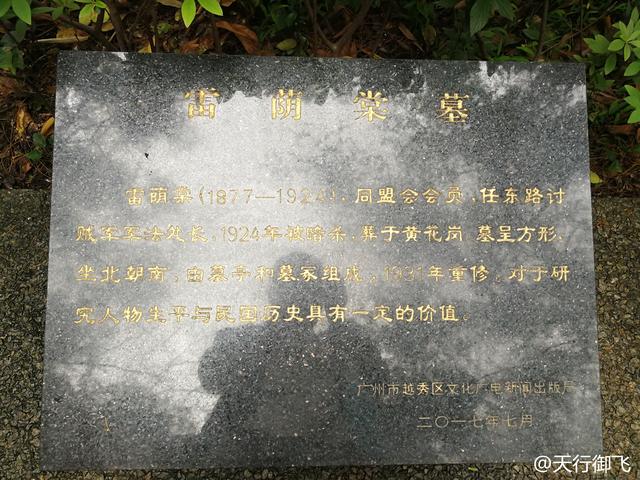 雷荫棠墓
雷荫棠(1877—1924),同盟会会员,任东路讨
贼军军法处长,1924年被暗杀,葬于黄花岗。墓呈方形,
坐北朝南,由墓亭和墓冢组成。1931年重修。对于研
究人物生平与民国历史具有一定的价值。
广州市越秀区文化广电新闻出版局
二〇一七年七月
@天行御飞